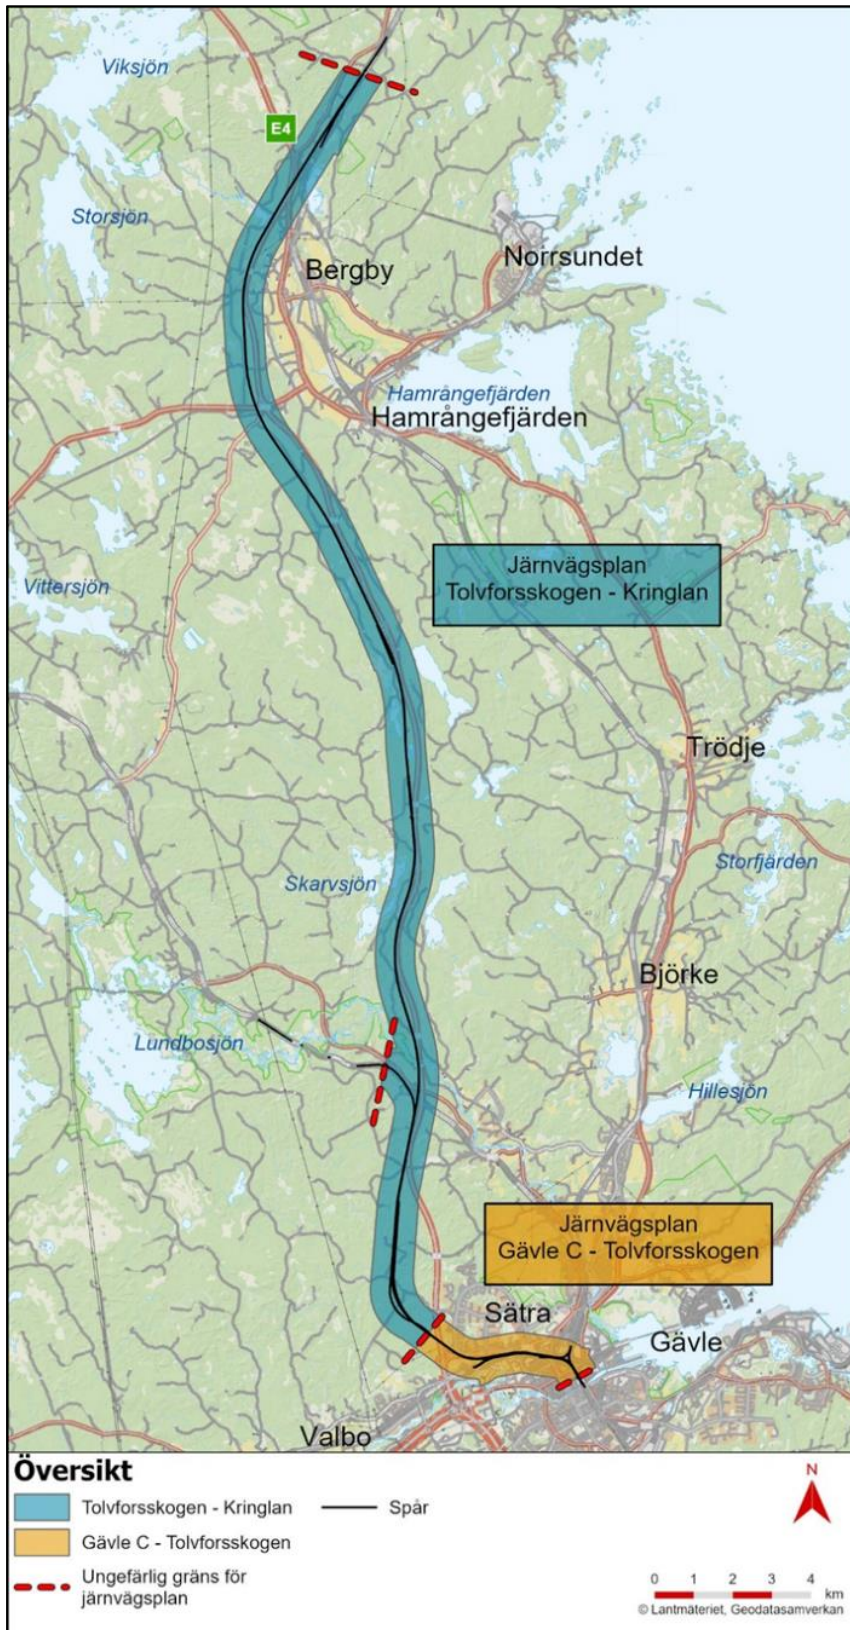 Viksjön
E4
Storsjön
Norrsundet
Bergby
Hamrångefjärden
Hamrångefjärden
Järnvägsplan
Tolvforsskogen - Kringlan
Vittersjön
Trödje
Storfjärden
Skarvsjön
Björke
Lundbosjön
Hillesjön
Järnvägsplan
Gävle C - Tolvforsskogen
Sätra
Gävle
Valbo
Översikt
Tolvforsskogen - Kringlan
Spår
Gävle C - Tolvforsskogen
Ungefärlig gräns för
järnvägsplan
N
0 1 2 3 4
km
© Lantmäteriet, Geodatasamverkan